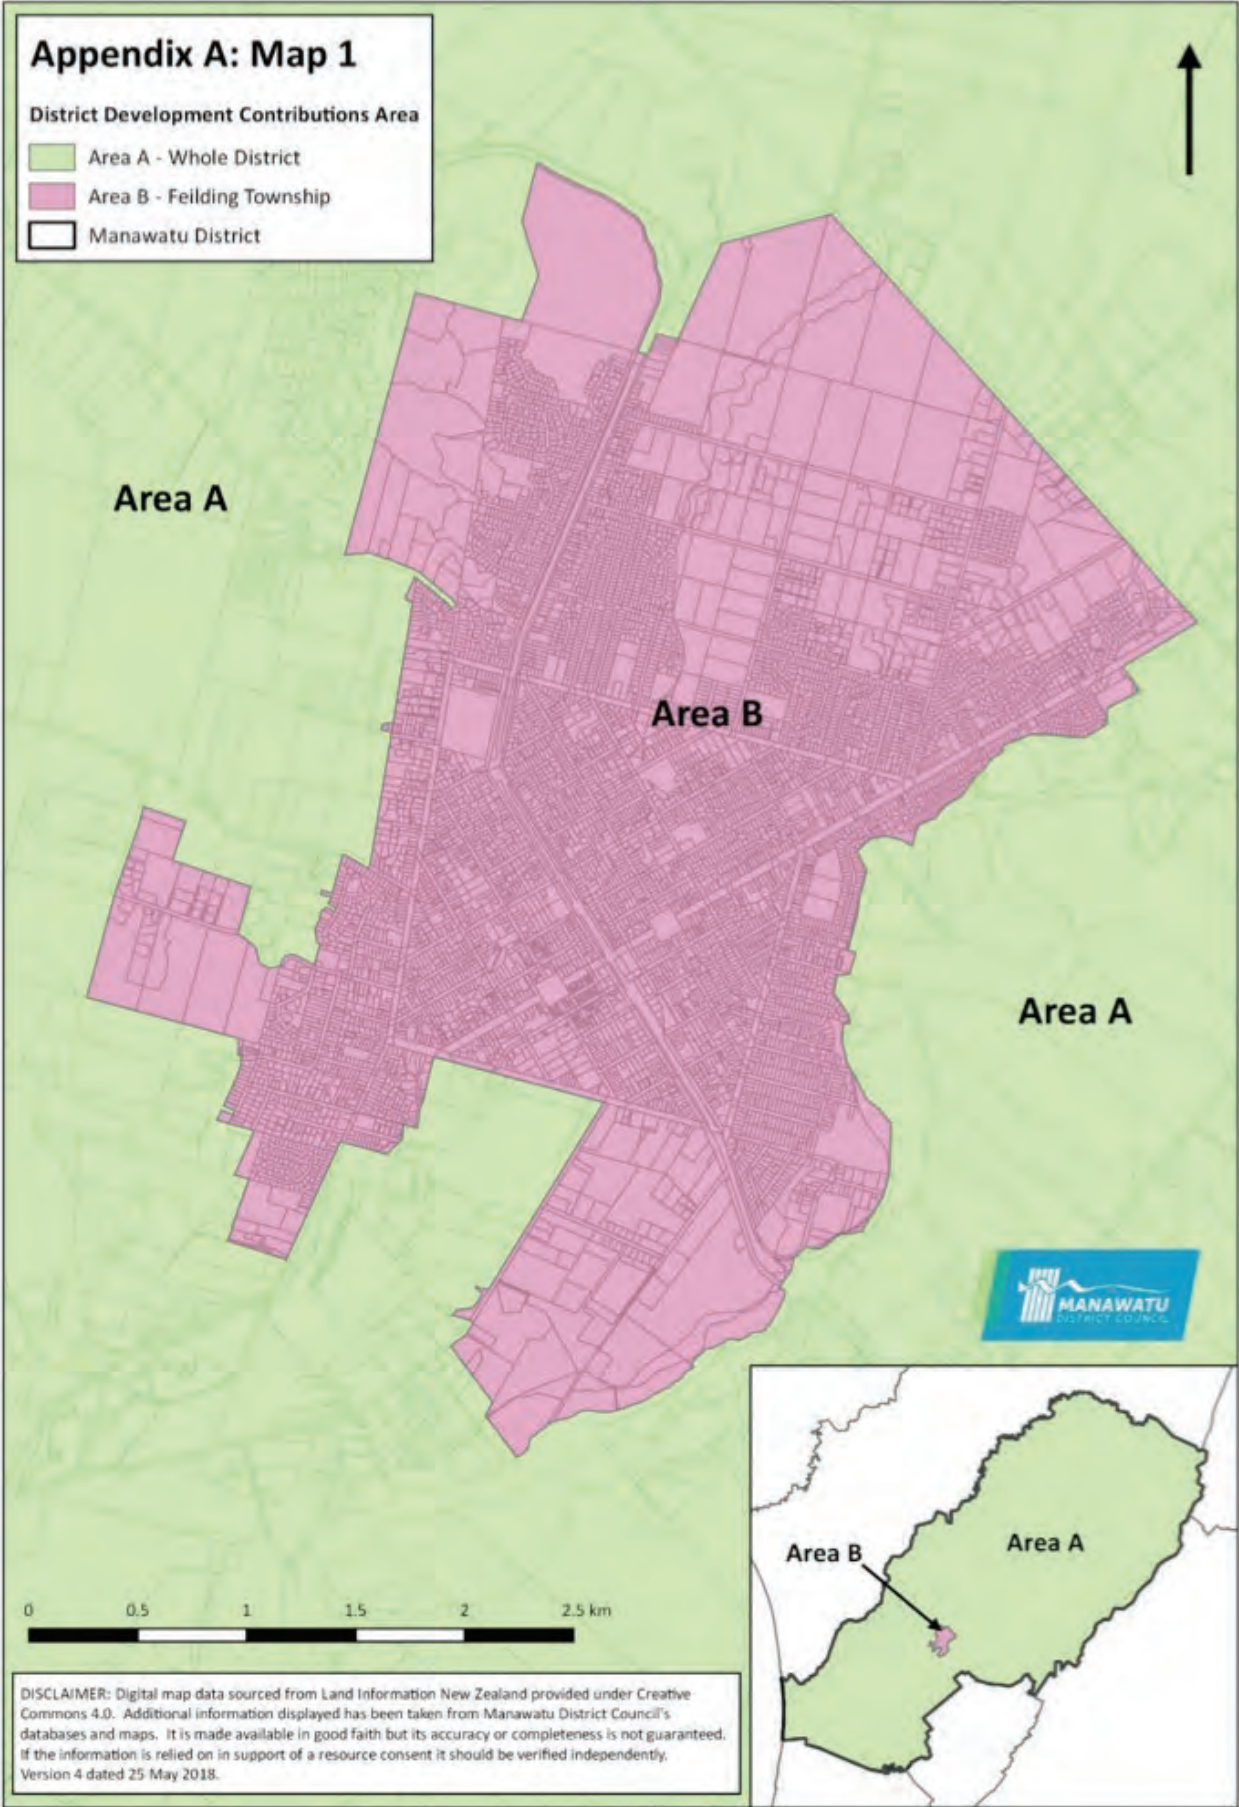 Appendix A: Map 1
District Development Contributions Area
Area A - Whole District
Area B - Feilding Township
Manawatu District
Area A
Area B
Area A
MANAWATU
DISTRICT COUNCIL
Area B
Area A
0 0.5 1 1.5 2 2.5 km
DISCLAIMER: Digital map data sourced from Land Information New Zealand provided under Creative
Commons 4.0. Additional information displayed has been taken from Manawatu District Council's
databases and maps. It is made available in good faith but its accuracy or completeness is not guaranteed.
If the information is relied on in support of a resource consent it should be verified independently.
Version 4 dated 25 May 2018.